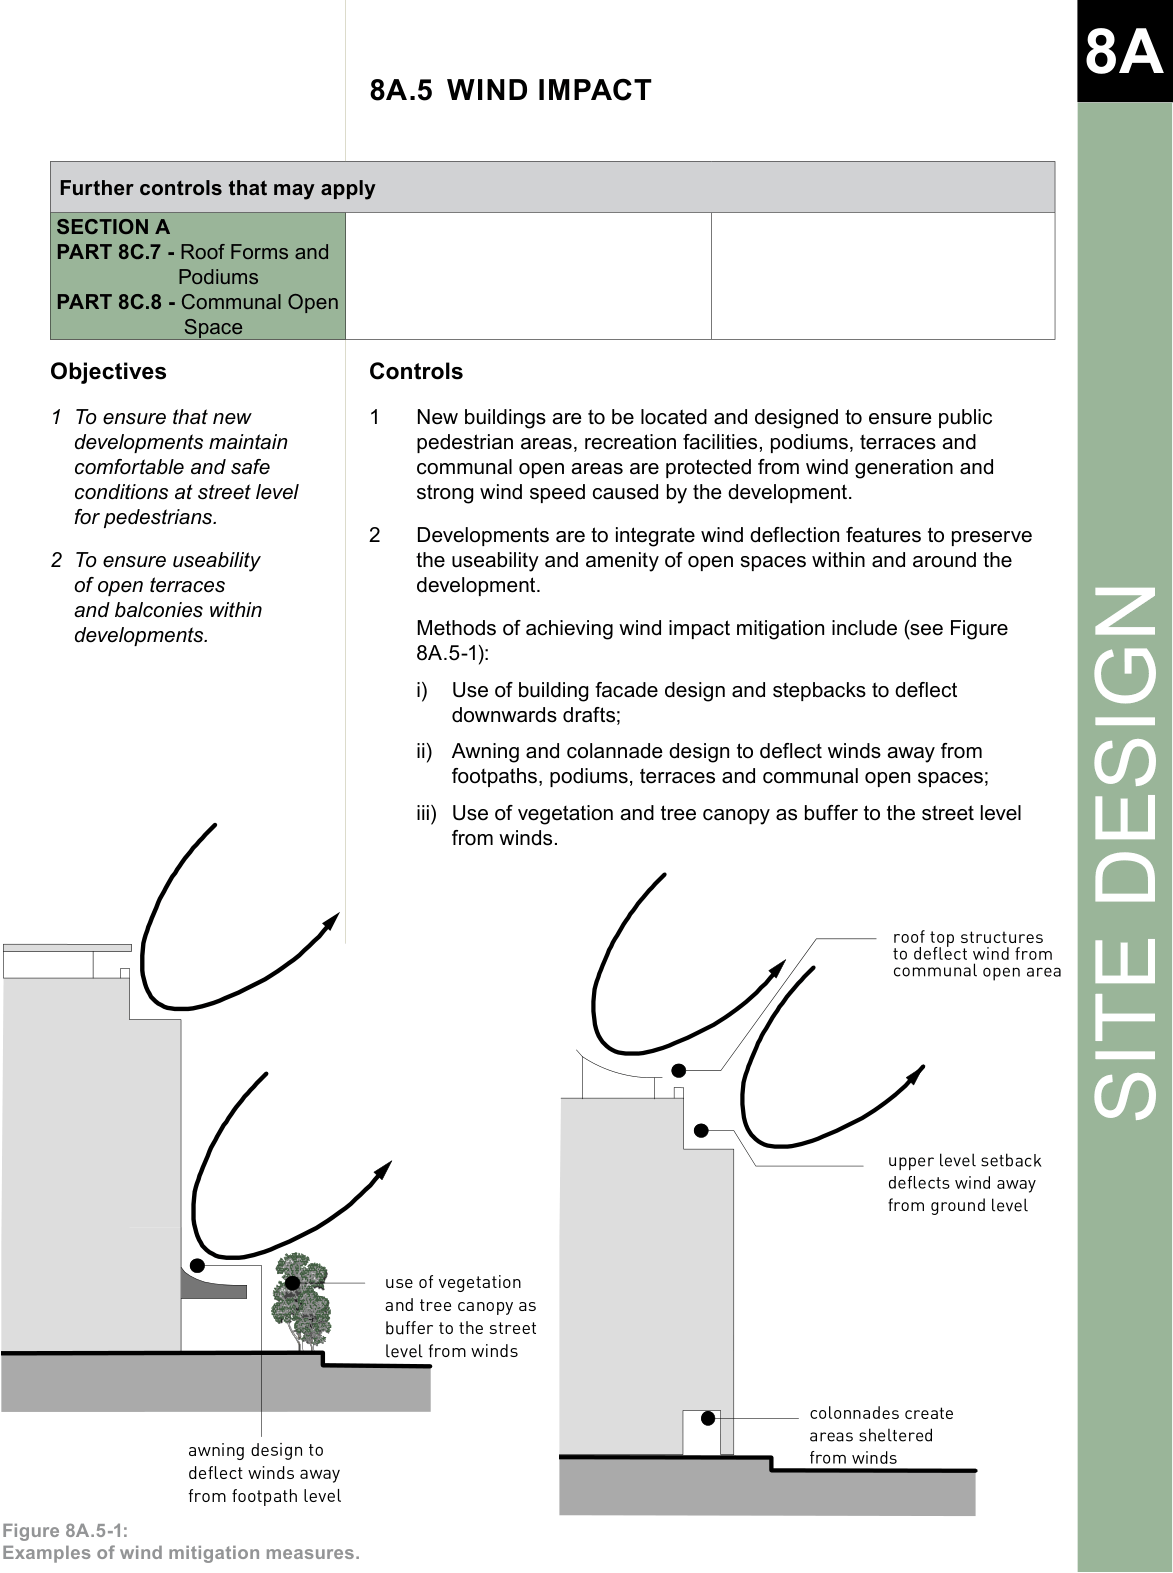 8A
8A.5 WIND IMPACT
Further controls that may apply
SECTION A
PART 8C.7 - Roof Forms and
Podiums
PART 8C.8 - Communal Open
Space
Objectives
1 To ensure that new
developments maintain
comfortable and safe
conditions at street level
for pedestrians.
2 To ensure useability
of open terraces
and balconies within
developments.
Controls
1 New buildings are to be located and designed to ensure public
pedestrian areas, recreation facilities, podiums, terraces and
communal open areas are protected from wind generation and
strong wind speed caused by the development.
2 Developments are to integrate wind deflection features to preserve
the useability and amenity of open spaces within and around the
development.
Methods of achieving wind impact mitigation include (see Figure
8A.5-1):
i) Use of building facade design and stepbacks to deflect
downwards drafts;
ii) Awning and colannade design to deflect winds away from
footpaths, podiums, terraces and communal open spaces;
iii) Use of vegetation and tree canopy as buffer to the street level
from winds.
SITE DESIGN
roof top structures
to deflect wind from
communal open area
upper level setback
deflects wind away
from ground level
use of vegetation
and tree canopy as
buffer to the street
level from winds
colonnades create
areas sheltered
from winds
awning design to
deflect winds away
from footpath level
Figure 8A.5-1:
Examples of wind mitigation measures.